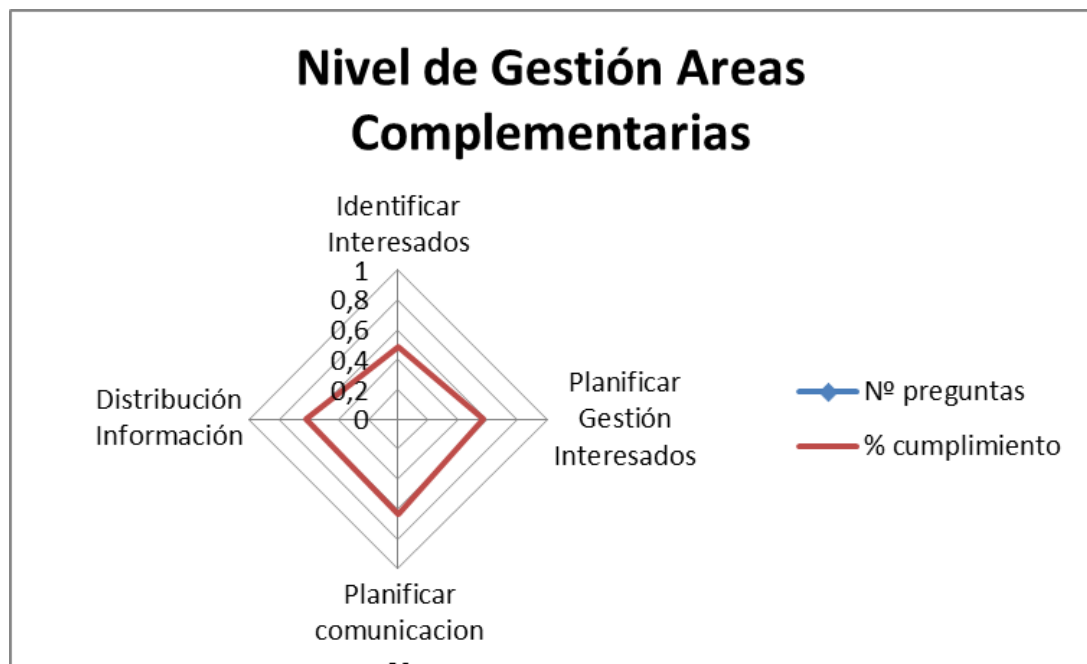 Nivel de Gestión Areas
Complementarias
Identificar
Interesados
1
0,8
0,6
0,4
0,2
0
Distribución
Información
Planificar
Gestión
Interesados
Nº preguntas
% cumplimiento
Planificar
comunicacion